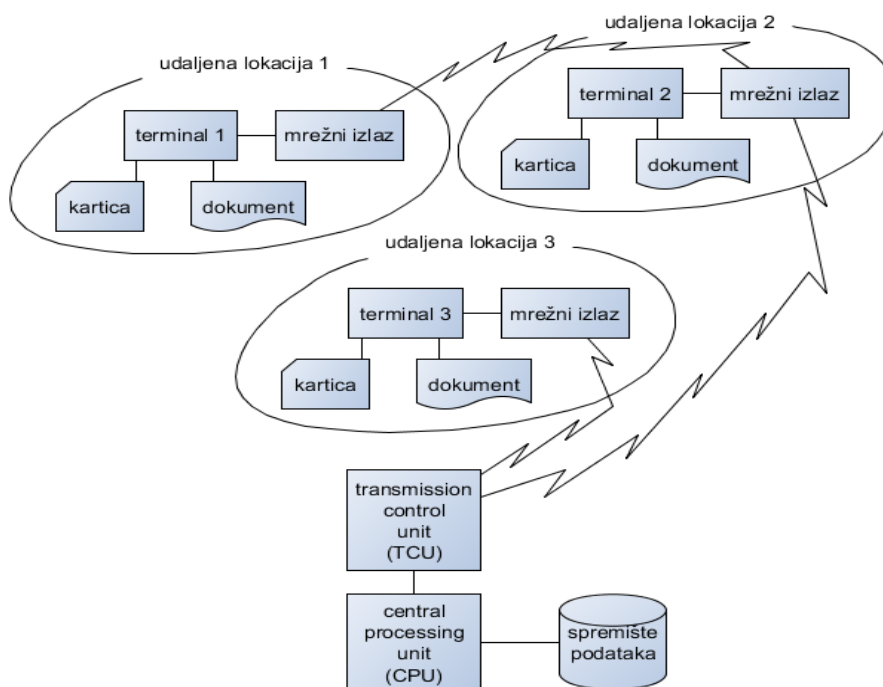 udaljena lokacija 2
udaljena lokacija 1
terminal 2
mrežni izlaz
kartica
dokument
terminal 1
mrežni izlaz
kartica
dokument
udaljena lokacija 3
terminal 3
mrežni izlaz
kartica
dokument
transmission
control
unit
(TCU)
central
processing
unit
(CPU)
spremište
podataka